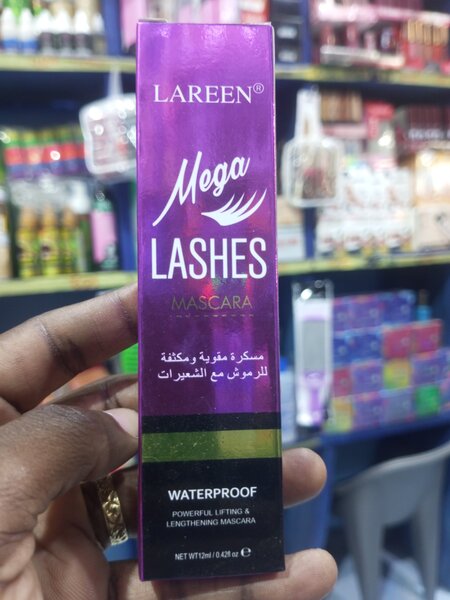 LAREEN®
Mega
LASHES
MASCARA
مسكرة مقوية ومكثفة
للرموش مع الشعيرات
WATERPROOF
POWERFUL LIFTING &
LENGTHENING MASCARA
NET WT12ml / 0.42fl oz ℮